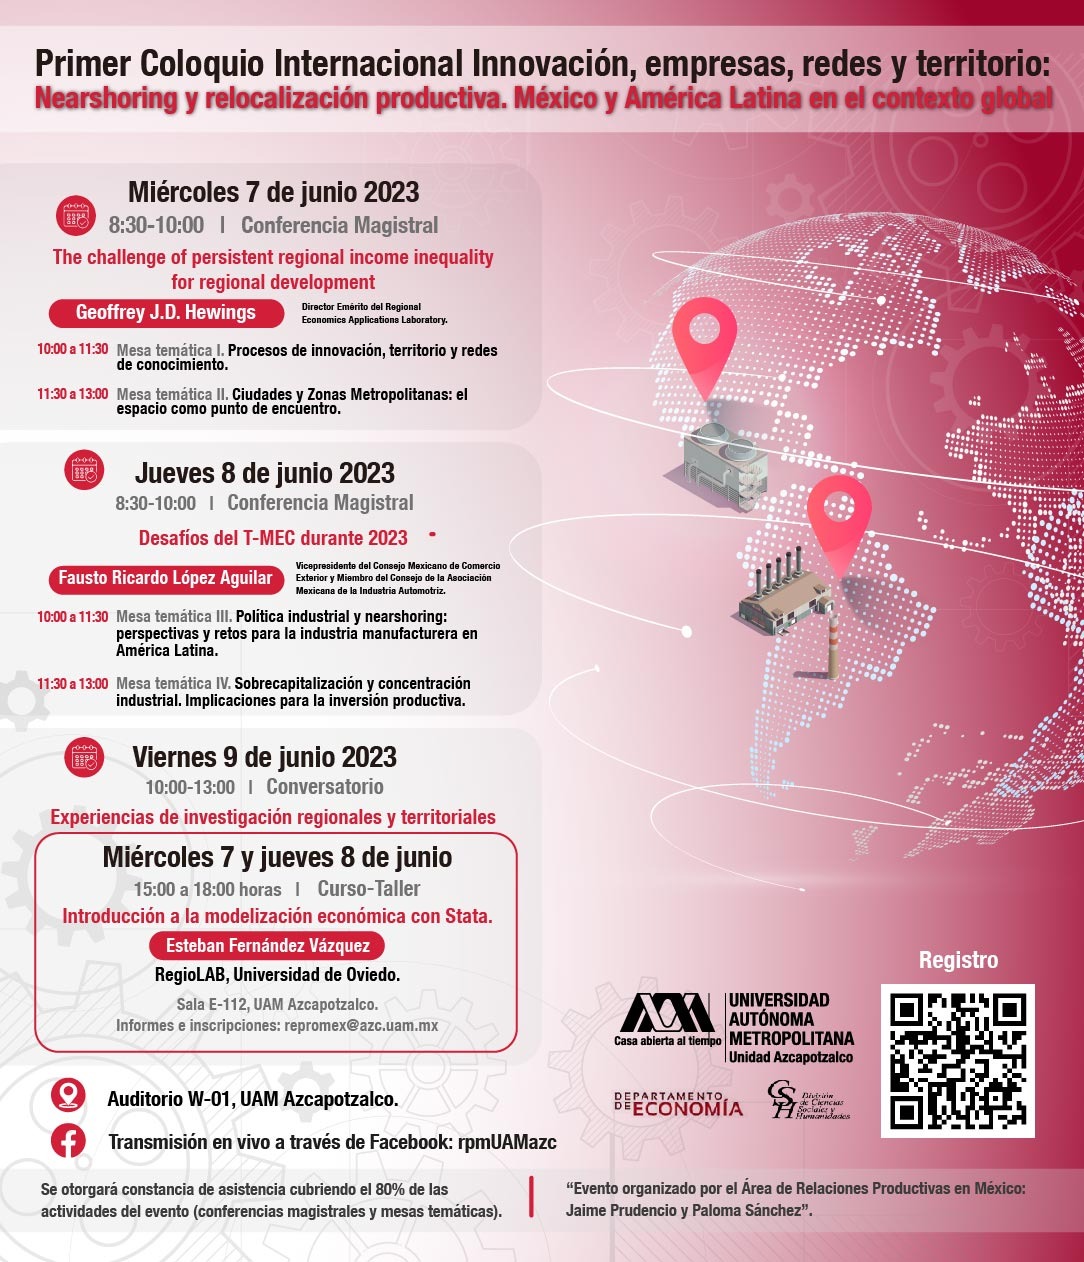 Primer Coloquio Internacional Innovación, empresas, redes y territorio:
Nearshoring y relocalización productiva. México y América Latina en el contexto global
Miércoles 7 de junio 2023
8:30-10:00 | Conferencia Magistral
The challenge of persistent regional income inequality
for regional development
Geoffrey J.D. Hewings
Director Emérito del Regional
Economics Applications Laboratory.
10:00 a 11:30 Mesa temática I. Procesos de innovación, territorio y redes
de conocimiento.
11:30 a 13:00 Mesa temática II. Ciudades y Zonas Metropolitanas: el
espacio como punto de encuentro.
Jueves 8 de junio 2023
8:30-10:00 | Conferencia Magistral
Desafíos del T-MEC durante 2023
Fausto Ricardo López Aguilar
Vicepresidente del Consejo Mexicano de Comercio
Exterior y Miembro del Consejo de la Asociación
Mexicana de la Industria Automotriz.
10:00 a 11:30 Mesa temática III. Política industrial y nearshoring:
perspectivas y retos para la industria manufacturera en
América Latina.
11:30 a 13:00 Mesa temática IV. Sobrecapitalización y concentración
industrial. Implicaciones para la inversión productiva.
Viernes 9 de junio 2023
10:00-13:00 | Conversatorio
Experiencias de investigación regionales y territoriales
Miércoles 7 y jueves 8 de junio
15:00 a 18:00 horas | Curso-Taller
Introducción a la modelización económica con Stata.
Esteban Fernández Vázquez
RegioLAB, Universidad de Oviedo.
Sala E-112, UAM Azcapotzalco.
Informes e inscripciones: repromex@azc.uam.mx
Auditorio W-01, UAM Azcapotzalco.
Transmisión en vivo a través de Facebook: rpmUAMazc
Registro
Casa abierta al tiempo
UNIVERSIDAD
AUTÓNOMA
METROPOLITANA
Unidad Azcapotzalco
DEPARTAMENTO
DE ECONOMÍA
CSH
División
de Ciencias
Sociales y
Humanidades
Se otorgará constancia de asistencia cubriendo el 80% de las
actividades del evento (conferencias magistrales y mesas temáticas).
“Evento organizado por el Área de Relaciones Productivas en México:
Jaime Prudencio y Paloma Sánchez”.